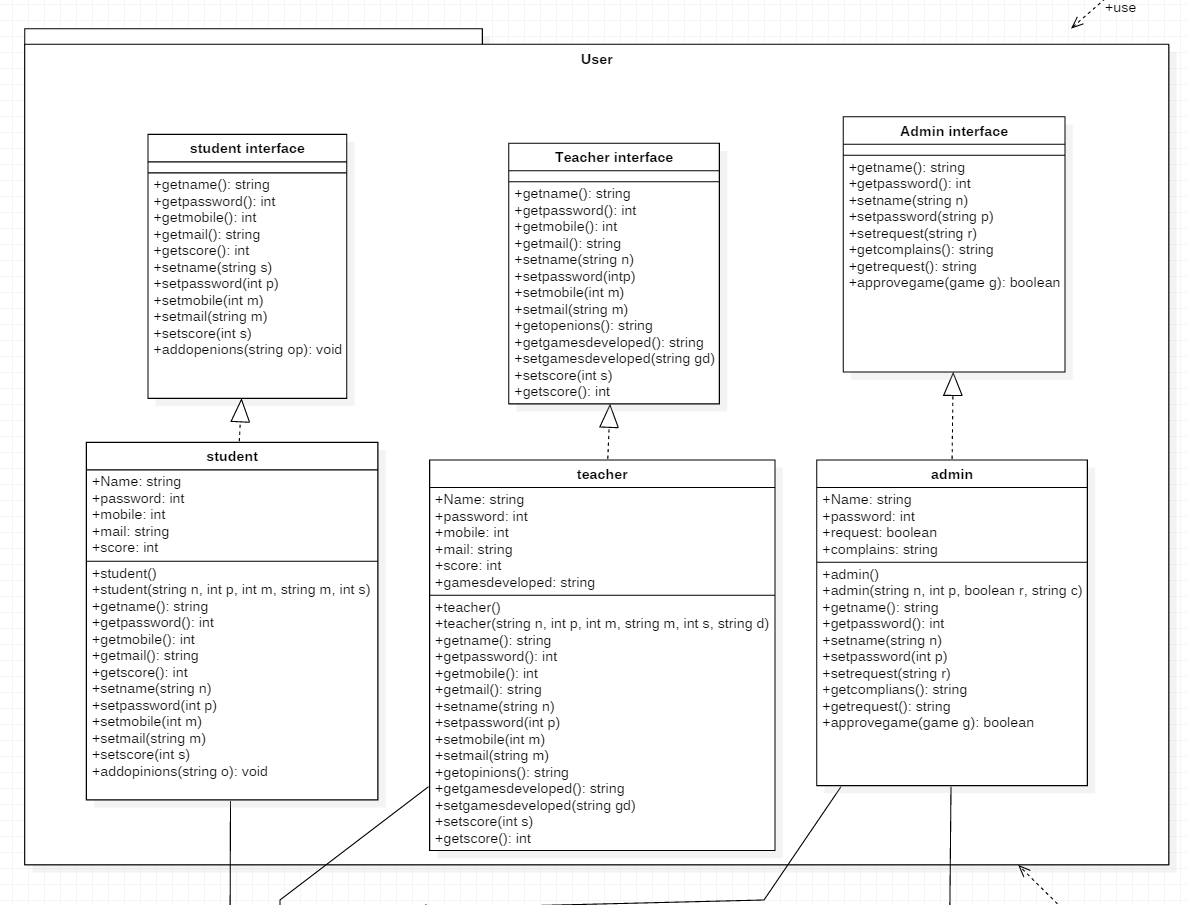 +use
User
student interface
+getname(): string
+getpassword(): int
+getmobile(): int
+getmail(): string
+getscore(): int
+setname(string s)
+setpassword(int p)
+setmobile(int m)
+setmail(string m)
+setscore(int s)
+addopenions(string op): void
Teacher interface
+getname(): string
+getpassword(): int
+getmobile(): int
+getmail(): string
+setname(string n)
+setpassword(intp)
+setmobile(int m)
+setmail(string m)
+getopenions(): string
+getgamesdeveloped(): string
+setgamesdeveloped(string gd)
+setscore(int s)
+getscore(): int
Admin interface
+getname(): string
+getpassword(): int
+setname(string n)
+setpassword(string p)
+setrequest(string r)
+getcomplains(): string
+getrequest(): string
+approvegame(game g): boolean
student
+Name: string
+password: int
+mobile: int
+mail: string
+score: int
+student()
+student(string n, int p, int m, string m, int s)
+getname(): string
+getpassword(): int
+getmobile(): int
+getmail(): string
+getscore(): int
+setname(string n)
+setpassword(int p)
+setmobile(int m)
+setmail(string m)
+setscore(int s)
+addopinions(string o): void
teacher
+Name: string
+password: int
+mobile: int
+mail: string
+score: int
+gamesdeveloped: string
+teacher()
+teacher(string n, int p, int m, string m, int s, string d)
+getname(): string
+getpassword(): int
+getmobile(): int
+getmail(): string
+setname(string n)
+setpassword(int p)
+setmobile(int m)
+setmail(string m)
+getopinions(): string
+getgamesdeveloped(): string
+setgamesdeveloped(string gd)
+setscore(int s)
+getscore(): int
admin
+Name: string
+password: int
+request: boolean
+complains: string
+admin()
+admin(string n, int p, boolean r, string c)
+getname(): string
+getpassword(): int
+setname(string n)
+setpassword(int p)
+setrequest(string r)
+getcomplians(): string
+getrequest(): string
+approvegame(game g): boolean